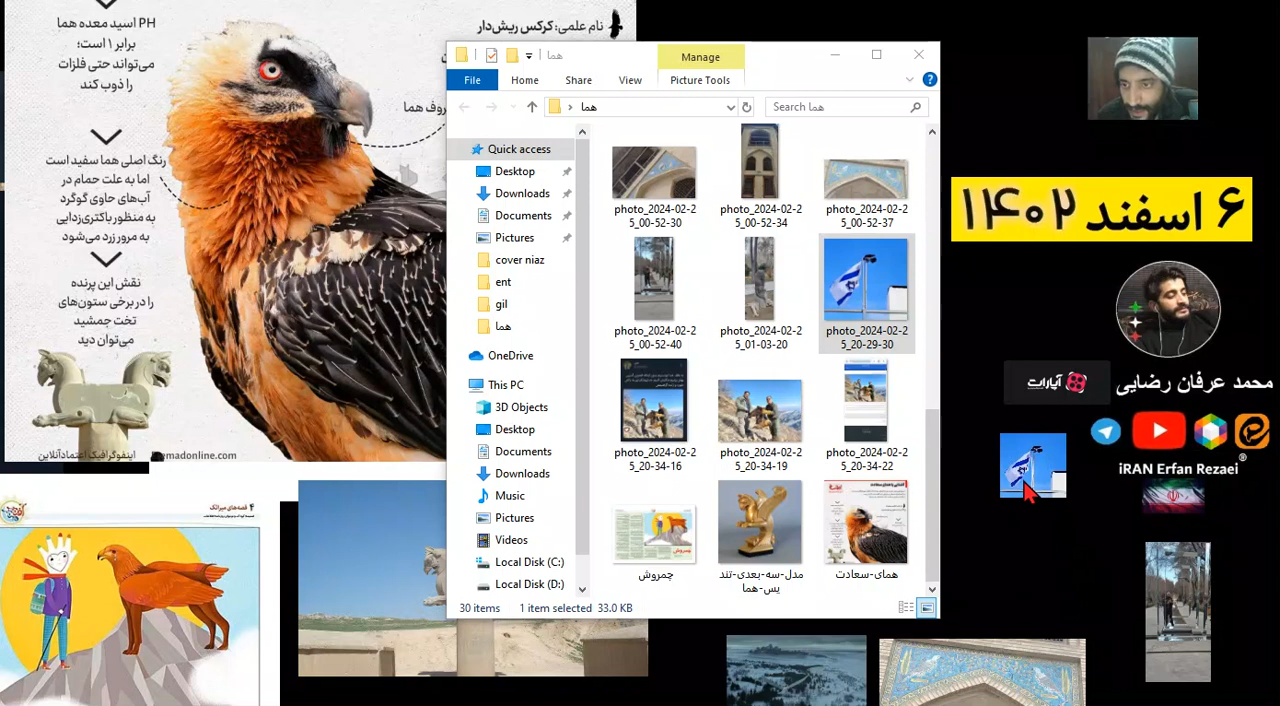 نام علمی: کرکس ریش‌دار
PH اسید معده هما
برابر ۱ است؛
می‌تواند حتی فلزات
را ذوب کند
رنگ اصلی هما سفید است
اما به علت حمام در
آب‌های حاوی گوگرد
به منظور باکتری‌زدایی
به مرور زرد می‌شود
نقش این پرنده
را در برخی ستون‌های
تخت جمشید
می‌توان دید
اینفوگرافیک اعتمادآنلاین
emadonline.com
روف هما
هما
Manage
File
Home
Share
View
Picture Tools
هما
Search هما
Quick access
Desktop
Downloads
Documents
Pictures
cover niaz
ent
gil
هما
OneDrive
This PC
3D Objects
Desktop
Documents
Downloads
Music
Pictures
Videos
Local Disk (C:)
Local Disk (D:)
photo_2024-02-2
5_00-52-30
photo_2024-02-2
5_00-52-34
photo_2024-02-2
5_00-52-37
photo_2024-02-2
5_00-52-40
photo_2024-02-2
5_01-03-20
photo_2024-02-2
5_20-29-30
photo_2024-02-2
5_20-34-16
photo_2024-02-2
5_20-34-19
photo_2024-02-2
5_20-34-22
چمروش
مدل-سه-بعدی-تند
یس-هما
همای-سعادت
30 items
1 item selected
33.0 KB
۶ اسفند ۱۴۰۲
محمد عرفان رضایی
آپارات
iRAN Erfan Rezaei®
۴ قصه‌های میراثک